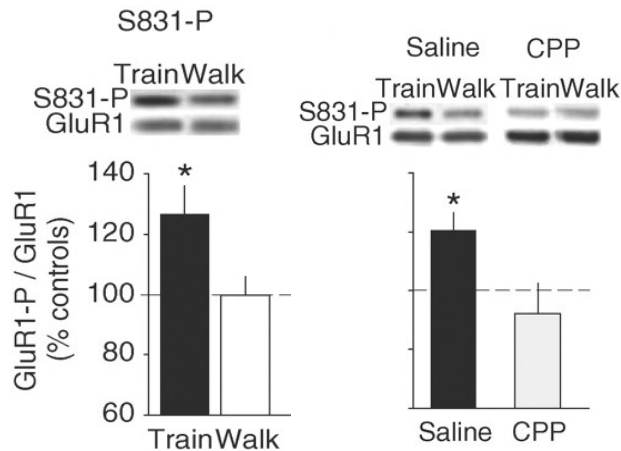 S831-P
Train Walk
S831-P
GluR1
140
120
100
80
60
GluR1-P / GluR1
(% controls)
*
Train Walk
Saline CPP
Train Walk Train Walk
S831-P
GluR1
*
Saline CPP